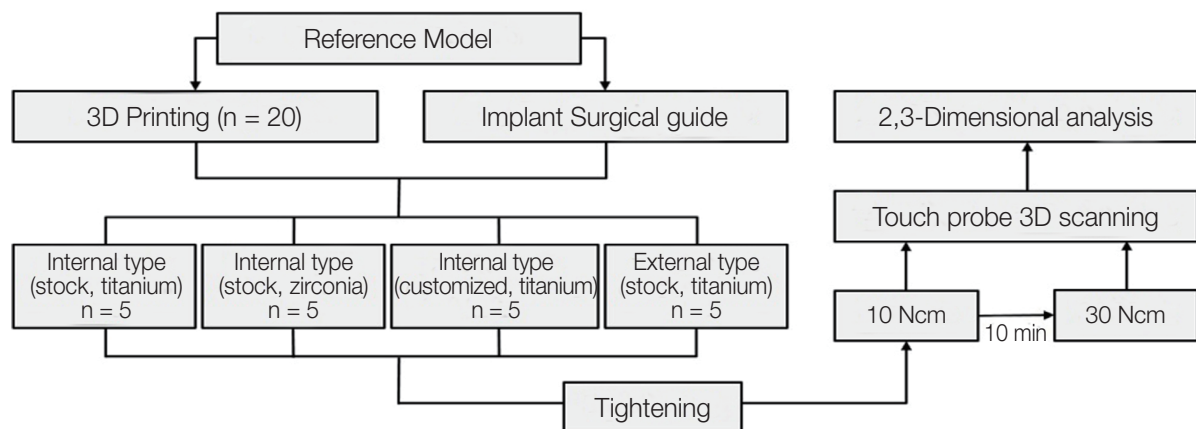 Reference Model
3D Printing (n = 20)
Implant Surgical guide
2,3-Dimensional analysis
Touch probe 3D scanning
Internal type
(stock, titanium)
n = 5
Internal type
(stock, zirconia)
n = 5
Internal type
(customized, titanium)
n = 5
External type
(stock, titanium)
n = 5
10 Ncm
10 min
30 Ncm
Tightening